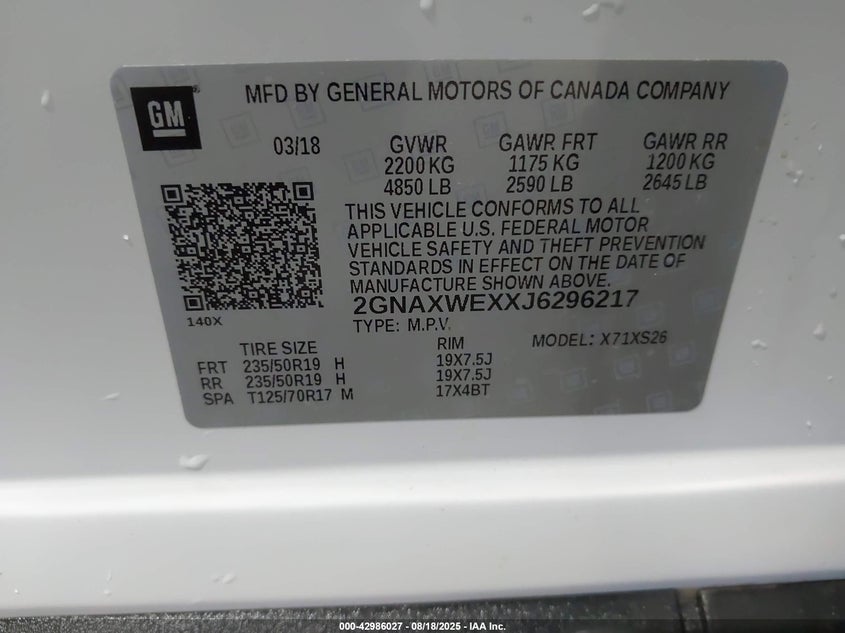 GM
MFD BY GENERAL MOTORS OF CANADA COMPANY
03/18 GVWR GAWR FRT GAWR RR
2200 KG 1175 KG 1200 KG
4850 LB 2590 LB 2645 LB
THIS VEHICLE CONFORMS TO ALL
APPLICABLE U.S. FEDERAL MOTOR
VEHICLE SAFETY AND THEFT PREVENTION
STANDARDS IN EFFECT ON THE DATE OF
MANUFACTURE SHOWN ABOVE.
2GNAXWEXXJ6296217
140X
TYPE: M.P.V.
MODEL: X71XS26
TIRE SIZE RIM
FRT 235/50R19 H 19X7.5J
RR 235/50R19 H 19X7.5J
SPA T125/70R17 M 17X4BT
000-42986027 - 08/18/2025 - IAA Inc.